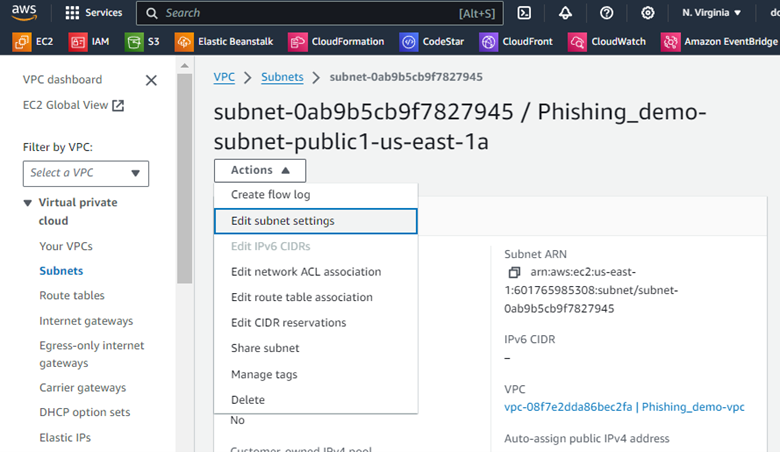 aws
Services
Search
[Alt+S]
N. Virginia
EC2
IAM
S3
Elastic Beanstalk
CloudFormation
CodeStar
CloudFront
CloudWatch
Amazon EventBridge
VPC dashboard
EC2 Global View
Filter by VPC:
Select a VPC
Virtual private
cloud
Your VPCs
Subnets
Route tables
Internet gateways
Egress-only internet
gateways
Carrier gateways
DHCP option sets
Elastic IPs
VPC
Subnets
subnet-0ab9b5cb9f7827945
subnet-0ab9b5cb9f7827945 / Phishing_demo-
subnet-public1-us-east-1a
Actions
Create flow log
Edit subnet settings
Edit IPv6 CIDRs
Edit network ACL association
Edit route table association
Edit CIDR reservations
Share subnet
Manage tags
Delete
No
Customer-owned IPv4 pool
Subnet ARN
arn:aws:ec2:us-east-
1:601765985308:subnet/subnet-
0ab9b5cb9f7827945
IPv6 CIDR
–
VPC
vpc-08f7e2dda86bec2fa | Phishing_demo-vpc
Auto-assign public IPv4 address